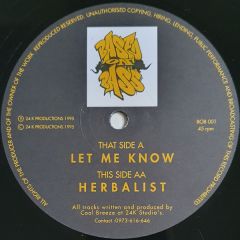 ALL RIGHTS OF THE PRODUCER AND OF THE OWNER OF THE WORK REPRODUCED RESERVED. UNAUTHORISED COPYING, HIRING, LENDING, PUBLIC PERFORMANCE AND BROADCASTING OF THIS RECORD PROHIBITED
Ⓟ 24 K PRODUCTIONS 1995
© 24 K PRODUCTIONS 1995
BOB 001
45 rpm
THAT SIDE A
LET ME KNOW
THIS SIDE AA
HERBALIST
All tracks written and produced by
Cool Breeze at 24K Studio's.
Contact :0973-616-646